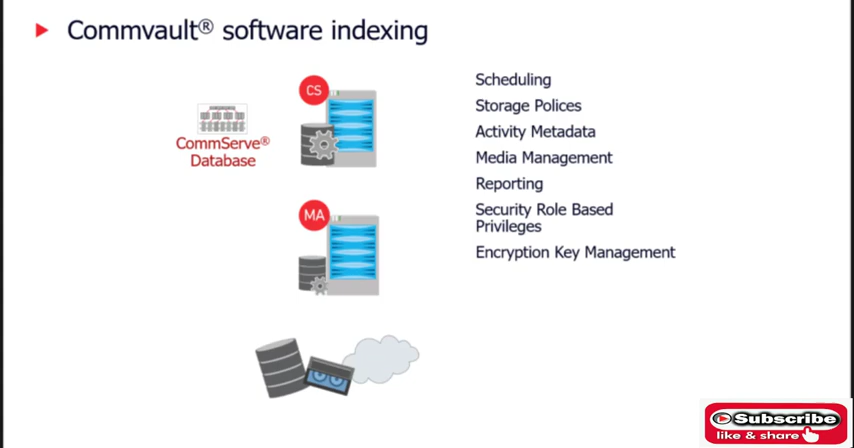 Commvault® software indexing
CS
CommServe®
Database
MA
Scheduling
Storage Polices
Activity Metadata
Media Management
Reporting
Security Role Based
Privileges
Encryption Key Management
Subscribe
like & share